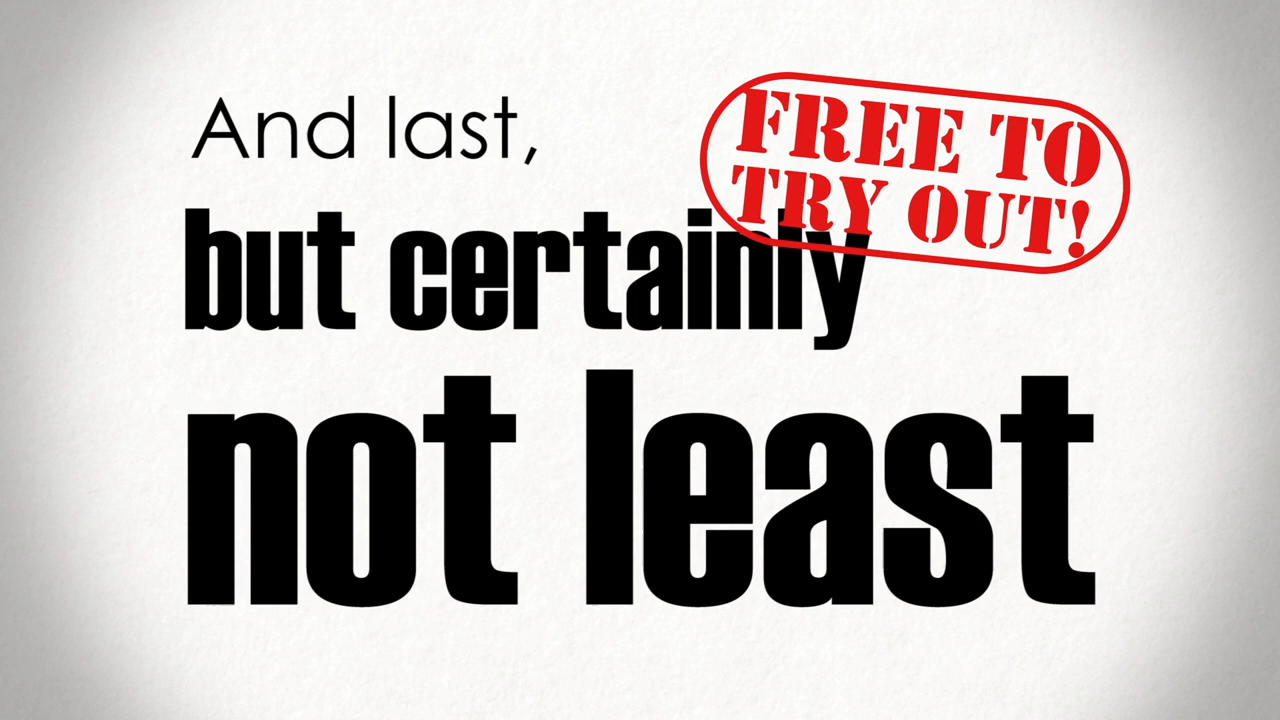 And last,
but certainly
not least
FREE TO
TRY OUT!